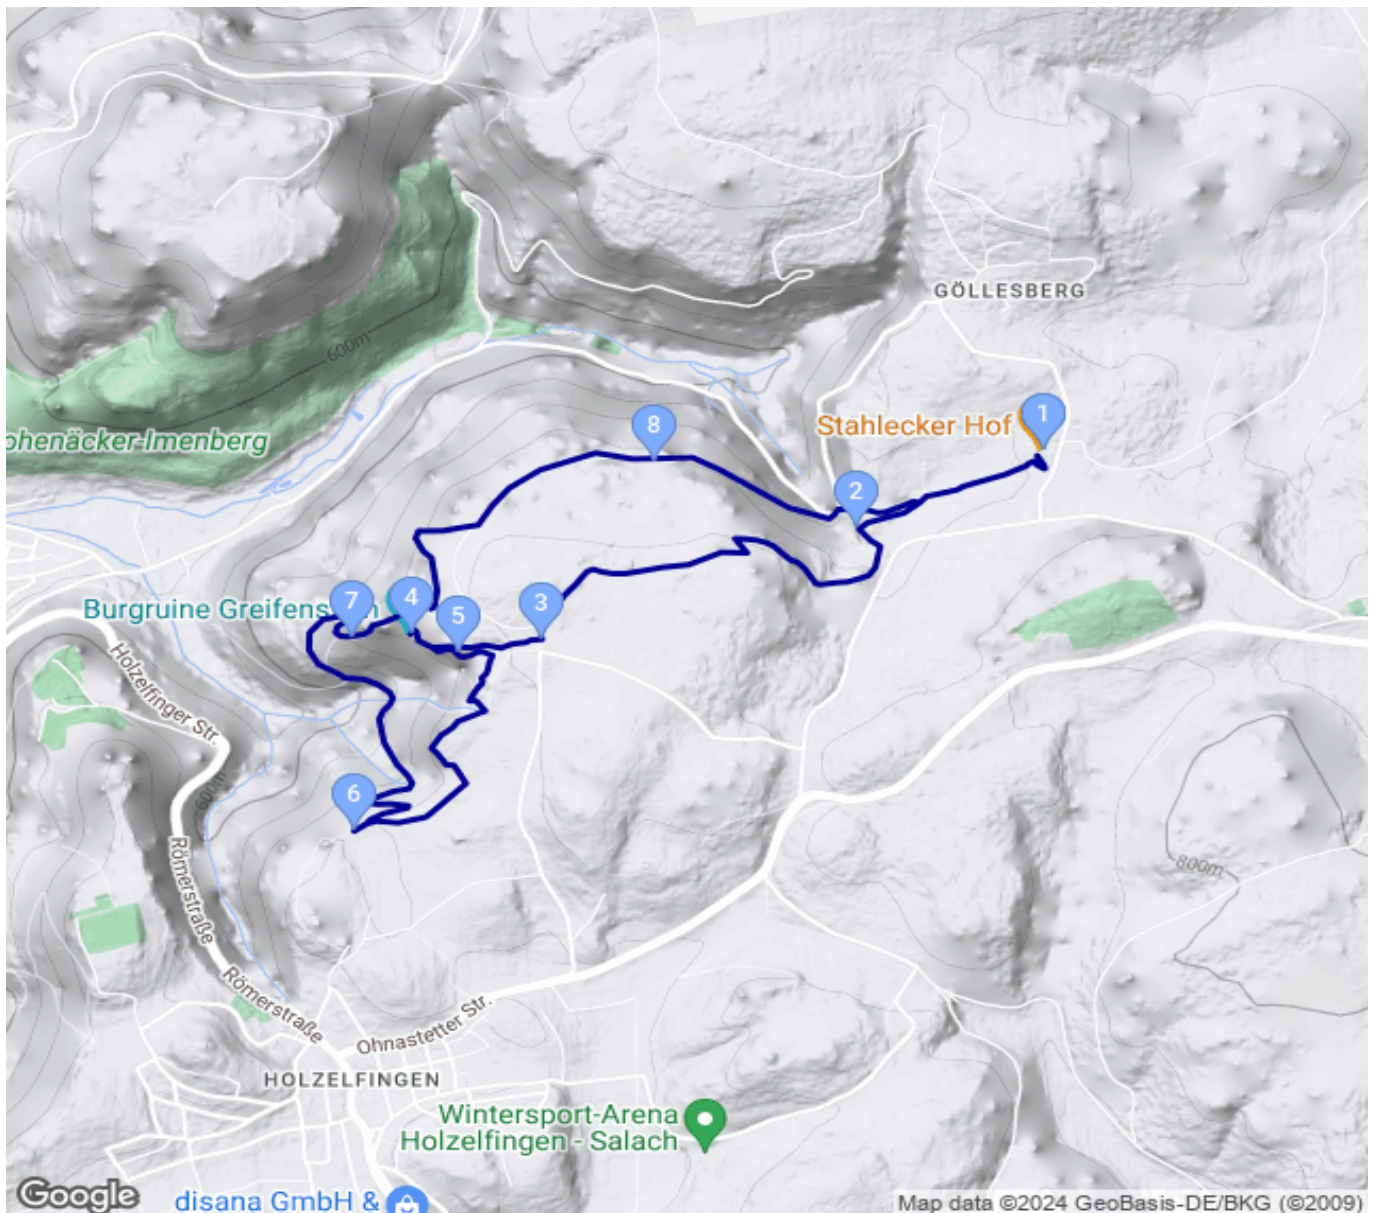 GÖLLESBERG
600m
1
Stahlecker Hof
8
ohenäcker-Imenberg
2
Burgruine Greifens
7
4
5
3
Holzelfinger Str.
600m
6
Römerstraße
800m
Römerstraße
Ohnastetter Str.
HOLZELFINGEN
Wintersport-Arena
Holzelfingen - Salach
Google
disana GmbH &
Map data ©2024 GeoBasis-DE/BKG (©2009)